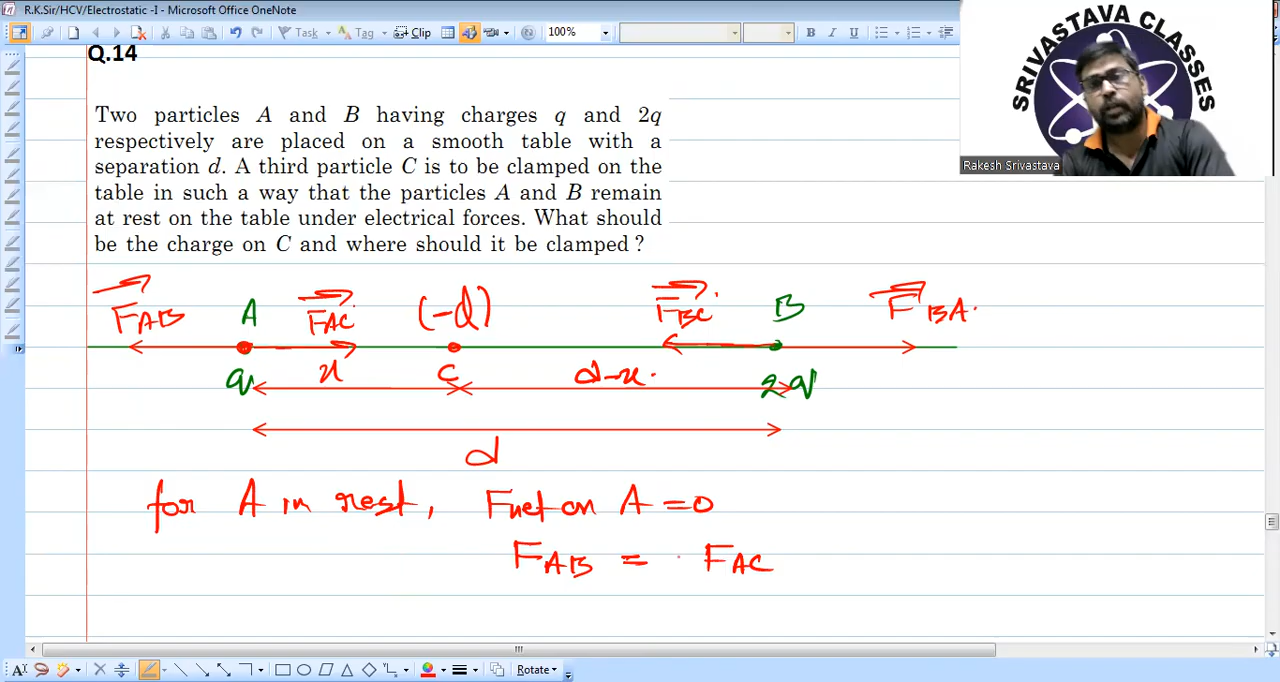 R.K.Sir/HCV/Electrostatic -I - Microsoft Office OneNote
Task Tag Clip 100% B I U
Q.14
SRIVASTAVA CLASSES
Rakesh Srivastava
Two particles A and B having charges q and 2q
respectively are placed on a smooth table with a
separation d. A third particle C is to be clamped on the
table in such a way that the particles A and B remain
at rest on the table under electrical forces. What should
be the charge on C and where should it be clamped ?
FAB A FAC (-d) FBC B FBA
q x C d-x 2q
d
for A in rest, Fnet on A = 0
FAB = FAC
A Rotate